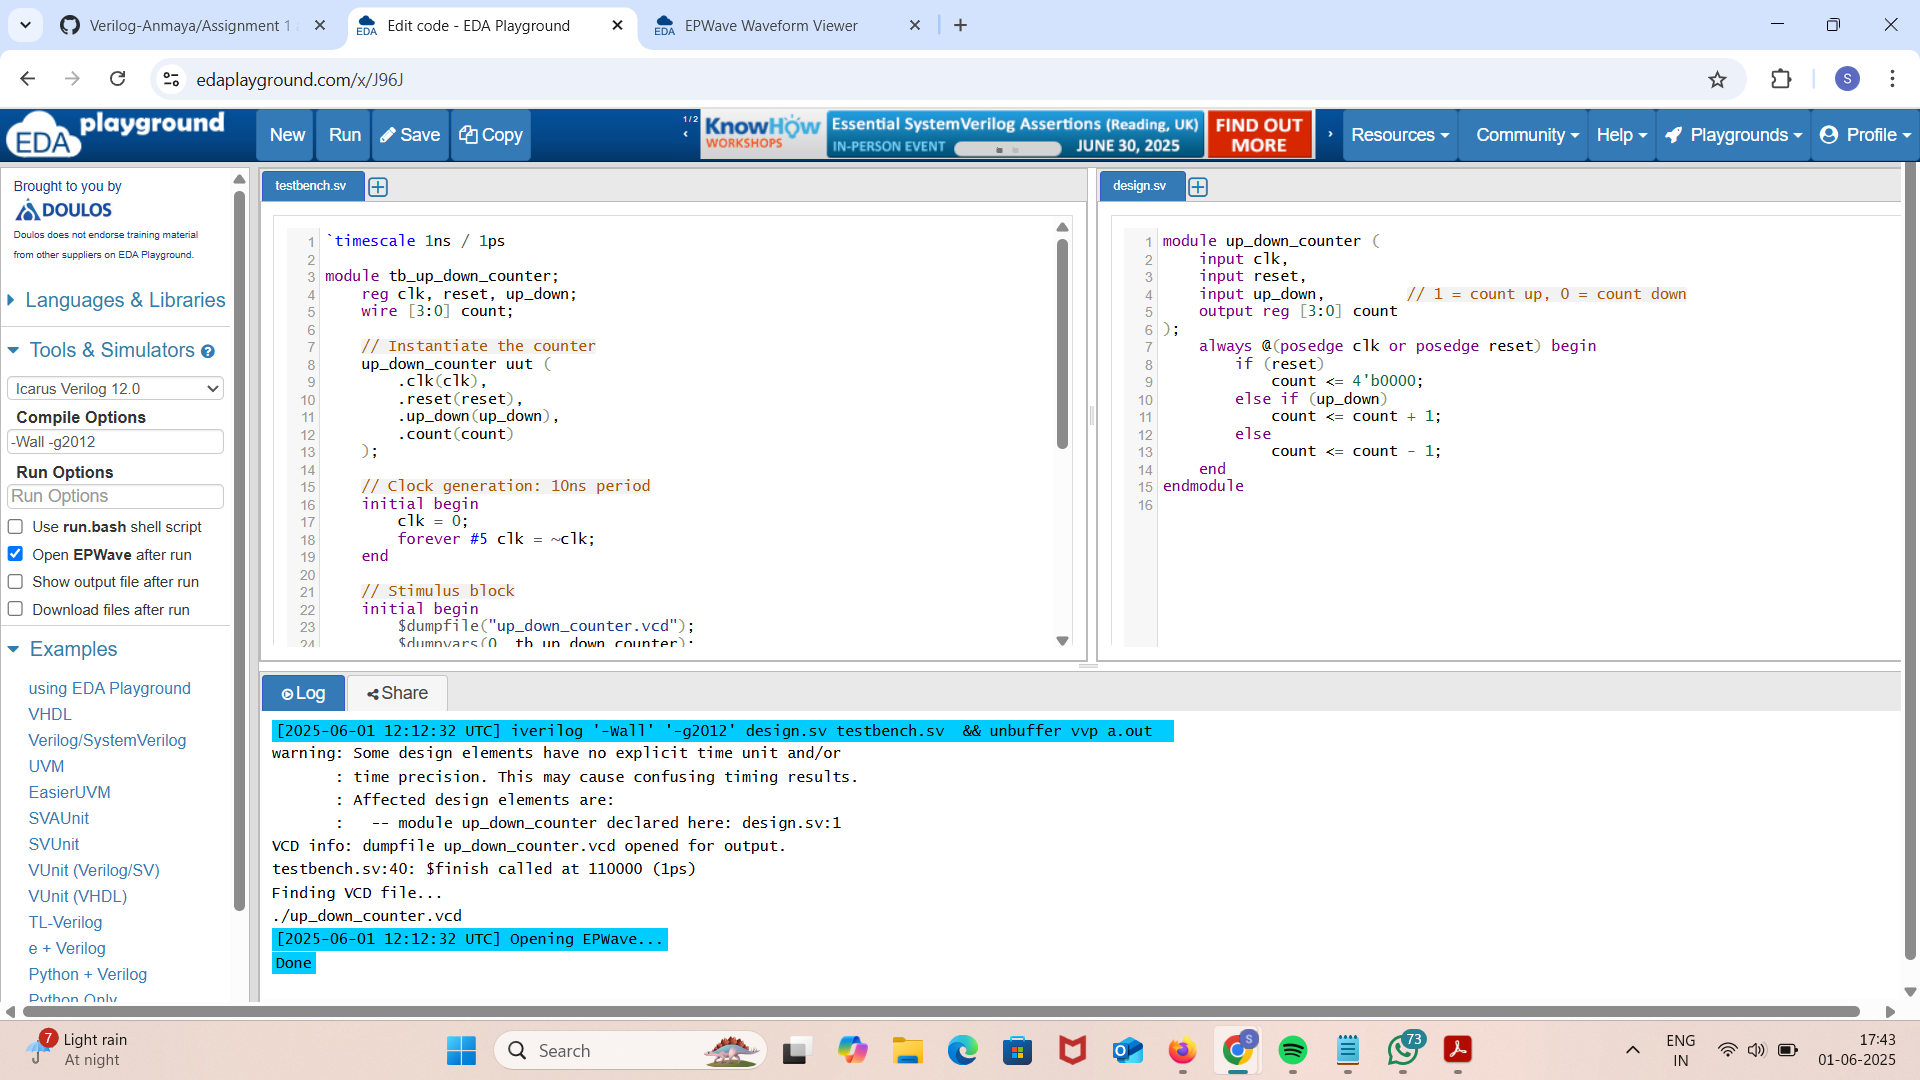 Verilog-Anmaya/Assignment 1 a
Edit code - EDA Playground
EPWave Waveform Viewer
edaplayground.com/x/J96J
S
EDA playground
New
Run
Save
Copy
1/2
KnowHow WORKSHOPS
Essential SystemVerilog Assertions (Reading, UK)
IN-PERSON EVENT
JUNE 30, 2025
FIND OUT MORE
Resources
Community
Help
Playgrounds
Profile
Brought to you by
DOULOS
Doulos does not endorse training material
from other suppliers on EDA Playground.
Languages & Libraries
Tools & Simulators
Icarus Verilog 12.0
Compile Options
-Wall -g2012
Run Options
Run Options
Use run.bash shell script
Open EPWave after run
Show output file after run
Download files after run
Examples
using EDA Playground
VHDL
Verilog/SystemVerilog
UVM
EasierUVM
SVAUnit
SVUnit
VUnit (Verilog/SV)
VUnit (VHDL)
TL-Verilog
e + Verilog
Python + Verilog
Python Only
testbench.sv
1 `timescale 1ns / 1ps
2
3 module tb_up_down_counter;
4 reg clk, reset, up_down;
5 wire [3:0] count;
6
7 // Instantiate the counter
8 up_down_counter uut (
9 .clk(clk),
10 .reset(reset),
11 .up_down(up_down),
12 .count(count)
13 );
14
15 // Clock generation: 10ns period
16 initial begin
17 clk = 0;
18 forever #5 clk = ~clk;
19 end
20
21 // Stimulus block
22 initial begin
23 $dumpfile("up_down_counter.vcd");
24 $dumpvars(0, tb_up_down_counter);
design.sv
1 module up_down_counter (
2 input clk,
3 input reset,
4 input up_down, // 1 = count up, 0 = count down
5 output reg [3:0] count
6 );
7 always @(posedge clk or posedge reset) begin
8 if (reset)
9 count <= 4'b0000;
10 else if (up_down)
11 count <= count + 1;
12 else
13 count <= count - 1;
14 end
15 endmodule
16
Log
Share
[2025-06-01 12:12:32 UTC] iverilog '-Wall' '-g2012' design.sv testbench.sv && unbuffer vvp a.out
warning: Some design elements have no explicit time unit and/or
: time precision. This may cause confusing timing results.
: Affected design elements are:
: -- module up_down_counter declared here: design.sv:1
VCD info: dumpfile up_down_counter.vcd opened for output.
testbench.sv:40: $finish called at 110000 (1ps)
Finding VCD file...
./up_down_counter.vcd
[2025-06-01 12:12:32 UTC] Opening EPWave...
Done
7
Light rain
At night
Search
S
73
ENG
IN
17:43
01-06-2025